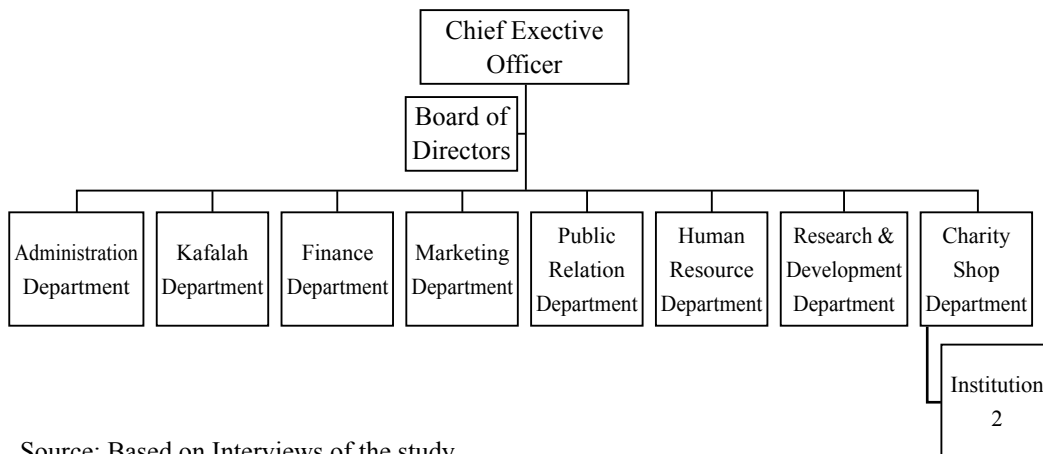 Chief Exective
Officer
Board of
Directors
Administration
Department
Kafalah
Department
Finance
Department
Marketing
Department
Public
Relation
Department
Human
Resource
Department
Research &
Development
Department
Charity
Shop
Department
Institution
2
Source: Based on Interviews of the study